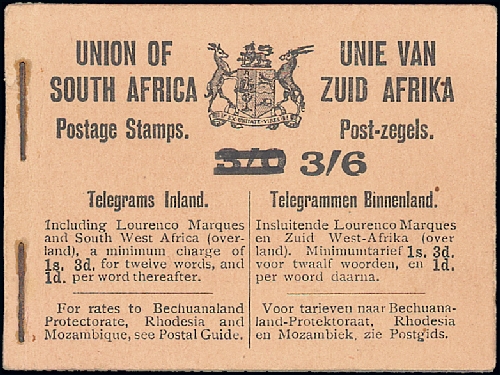 UNION OF
SOUTH AFRICA
Postage Stamps.
UNIE VAN
ZUID AFRIKA
Post-zegels.
3/0 3/6
Telegrams Inland.
Including Lourenco Marques
and South West Africa (over-
land), a minimum charge of
1s. 3d. for twelve words, and
1d. per word thereafter.
For rates to Bechuanaland
Protectorate, Rhodesia and
Mozambique, see Postal Guide.
Telegrammen Binnenland.
Insluitende Lourenco Marques
en Zuid West-Afrika (over
land). Minimumtarief 1s. 3d.
voor twaalf woorden, en 1d.
per woord daarna.
Voor tarieven naar Bechuana-
land-Protektoraat, Rhodesia
en Mozambiek, zie Postgids.